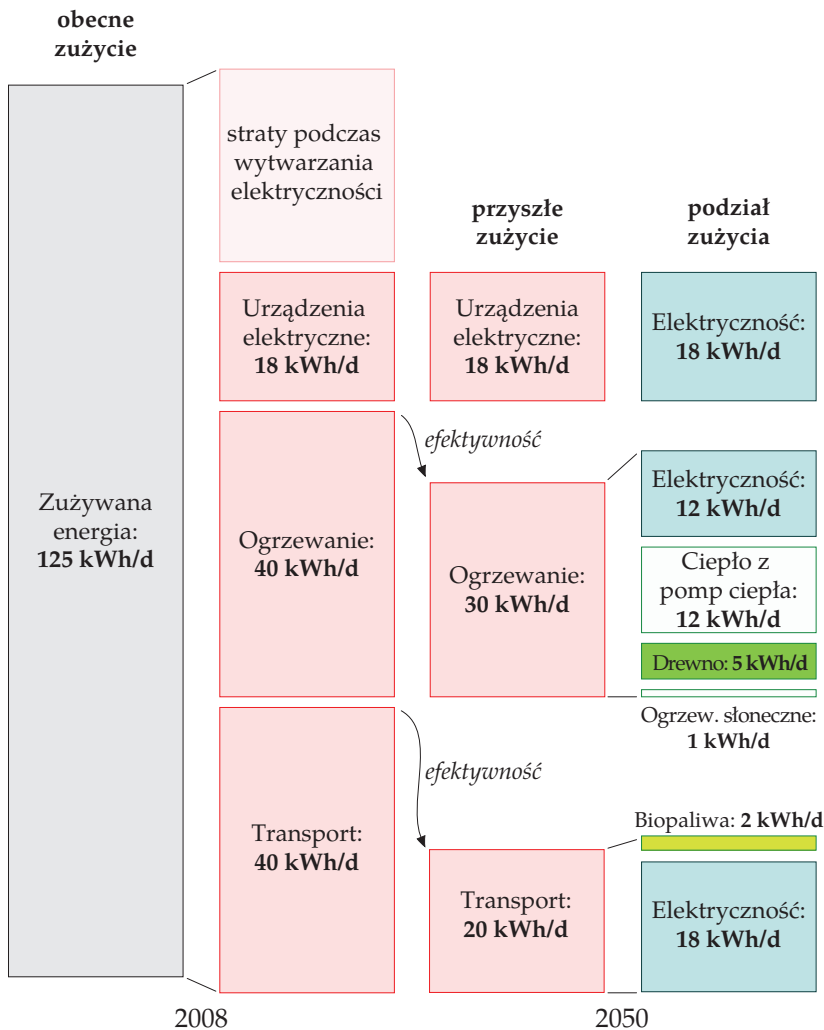 obecne
zużycie
Zużywana
energia:
125 kWh/d
straty podczas
wytwarzania
elektryczności
Urządzenia
elektryczne:
18 kWh/d
Ogrzewanie:
40 kWh/d
Transport:
40 kWh/d
efektywność
efektywność
przyszłe
zużycie
Urządzenia
elektryczne:
18 kWh/d
Ogrzewanie:
30 kWh/d
Transport:
20 kWh/d
podział
zużycia
Elektryczność:
18 kWh/d
Elektryczność:
12 kWh/d
Ciepło z
pomp ciepła:
12 kWh/d
Drewno: 5 kWh/d
Ogrzew. słoneczne:
1 kWh/d
Biopaliwa: 2 kWh/d
Elektryczność:
18 kWh/d
2008
2050